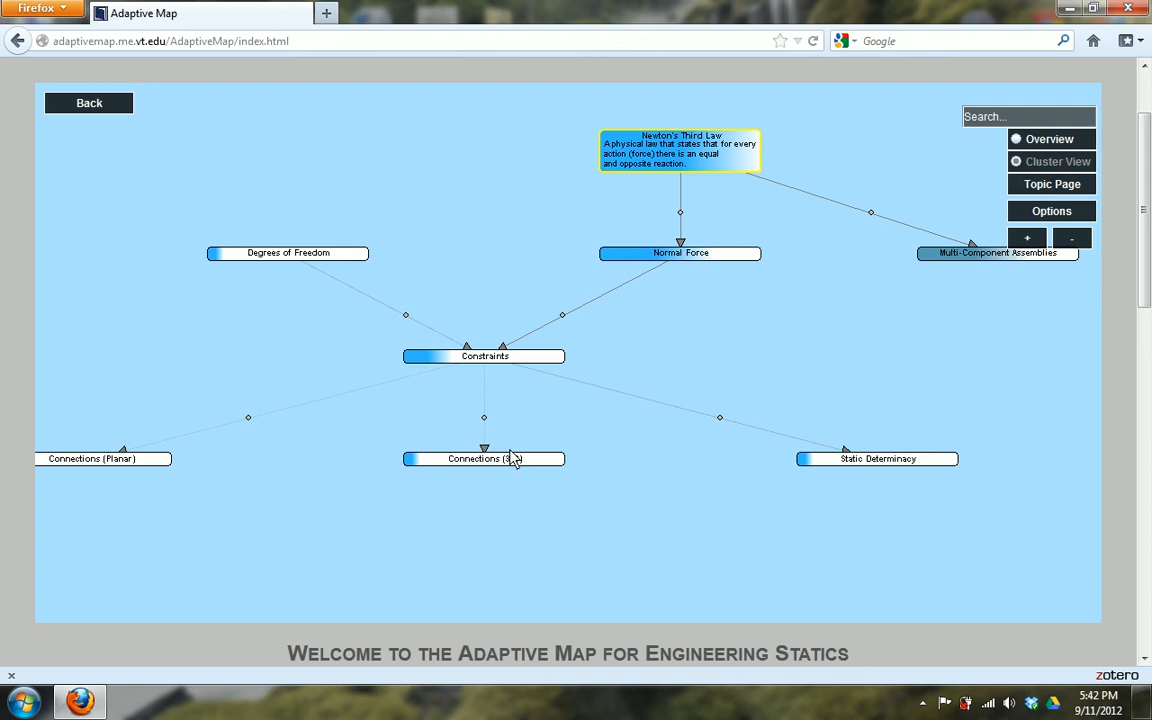 Firefox
Adaptive Map
adaptivemap.me.vt.edu/AdaptiveMap/index.html
Google
Back
Search...
Newton's Third Law
A physical law that states that for every
action (force) there is an equal
and opposite reaction.
Overview
Cluster View
Topic Page
Options
+ -
Degrees of Freedom
Normal Force
Multi-Component Assemblies
Constraints
Connections (Planar)
Connections
Static Determinacy
WELCOME TO THE ADAPTIVE MAP FOR ENGINEERING STATICS
zotero
5:42 PM
9/11/2012